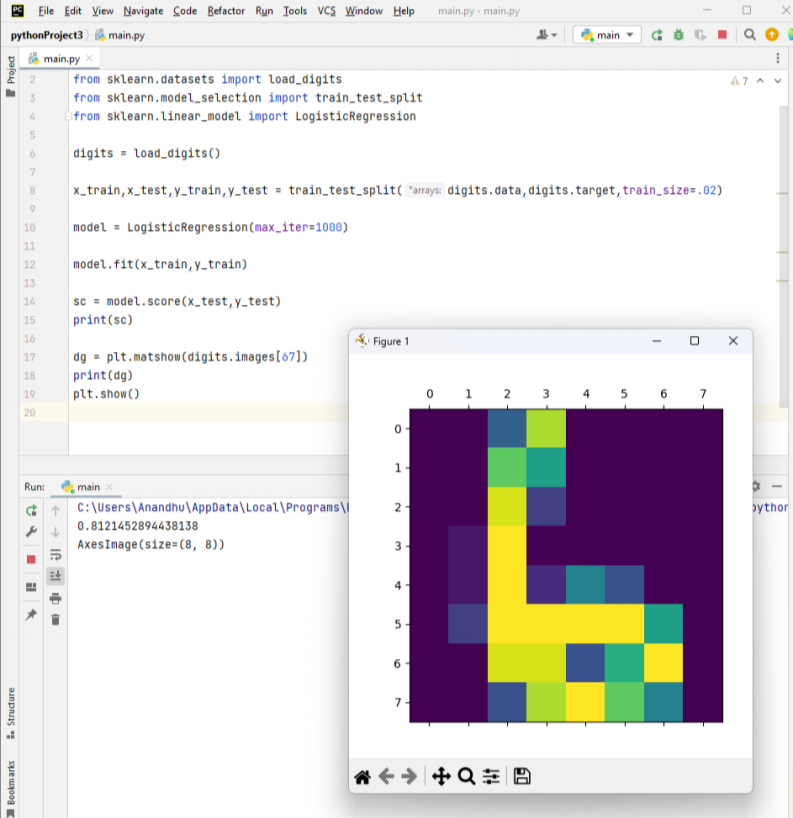 PC File Edit View Navigate Code Refactor Run Tools VCS Window Help main.py - main.py
pythonProject3 main.py main
Project
main.py
2 from sklearn.datasets import load_digits
3 from sklearn.model_selection import train_test_split
4 from sklearn.linear_model import LogisticRegression
5
6 digits = load_digits()
7
8 x_train,x_test,y_train,y_test = train_test_split( *arrays: digits.data,digits.target,train_size=.02)
9
10 model = LogisticRegression(max_iter=1000)
11
12 model.fit(x_train,y_train)
13
14 sc = model.score(x_test,y_test)
15 print(sc)
16
17 dg = plt.matshow(digits.images[67])
18 print(dg)
19 plt.show()
20
7
Run: main
C:\Users\Anandhu\AppData\Local\Programs\
0.8121452894438138
AxesImage(size=(8, 8))
Figure 1
0 1 2 3 4 5 6 7
0
1
2
3
4
5
6
7
Structure
Bookmarks